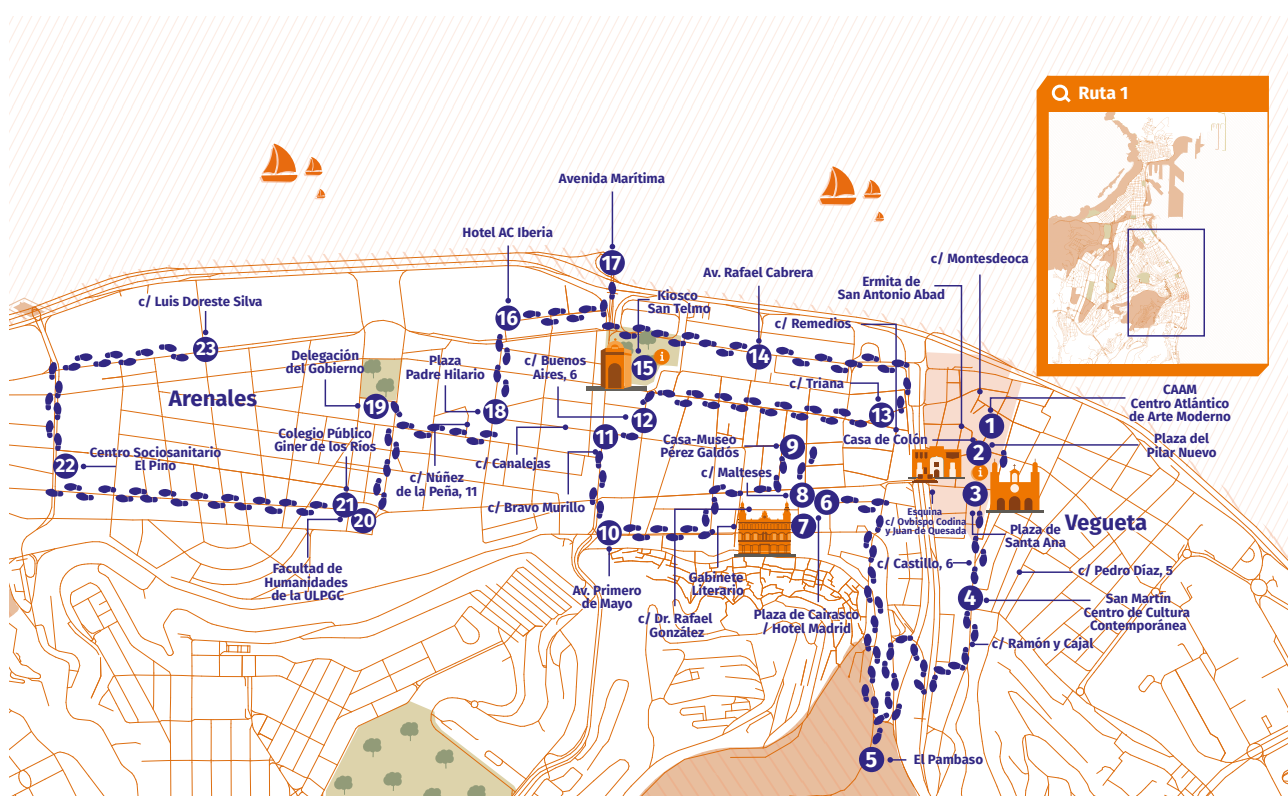 Ruta 1
Avenida Marítima
Hotel AC Iberia
17
c/ Montesdeoca
Av. Rafael Cabrera
Ermita de
San Antonio Abad
c/ Luis Doreste Silva
Kiosco
San Telmo
16
c/ Remedios
23
Delegación
del Gobierno
Plaza
Padre Hilario
c/ Buenos
Aires, 6
15
i
14
c/ Triana
Arenales
19
18
12
13
CAAM
Centro Atlántico
de Arte Moderno
1
Colegio Público
Giner de los Ríos
11
Casa-Museo
Pérez Galdós
9
Casa de Colón
2
Plaza del
Pilar Nuevo
22
Centro Sociosanitario
El Pino
c/ Núñez
de la Peña, 11
c/ Canalejas
c/ Malteses
i
21
20
c/ Bravo Murillo
8
6
3
7
Esquina
c/ Ovbispo Codina
y Juan de Quesada
Plaza de
Santa Ana
Vegueta
10
Facultad de
Humanidades
de la ULPGC
Av. Primero
de Mayo
Gabinete
Literario
c/ Castillo, 6
c/ Pedro Díaz, 5
c/ Dr. Rafael
González
Plaza de Cairasco
/ Hotel Madrid
4
San Martín
Centro de Cultura
Contemporánea
c/ Ramón y Cajal
5
El Pambaso